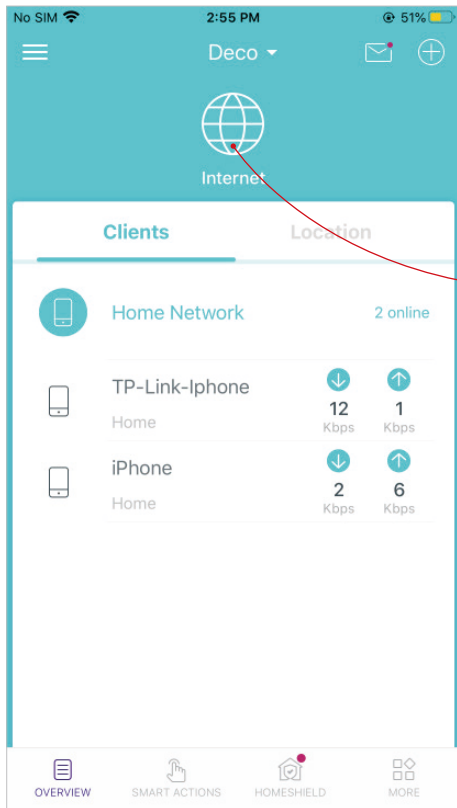 No SIM 2:55 PM 51%
Deco
Internet
Clients Location
Home Network 2 online
TP-Link-Iphone
12 1
Home Kbps Kbps
iPhone
2 6
Home Kbps Kbps
OVERVIEW SMART ACTIONS HOMESHIELD MORE